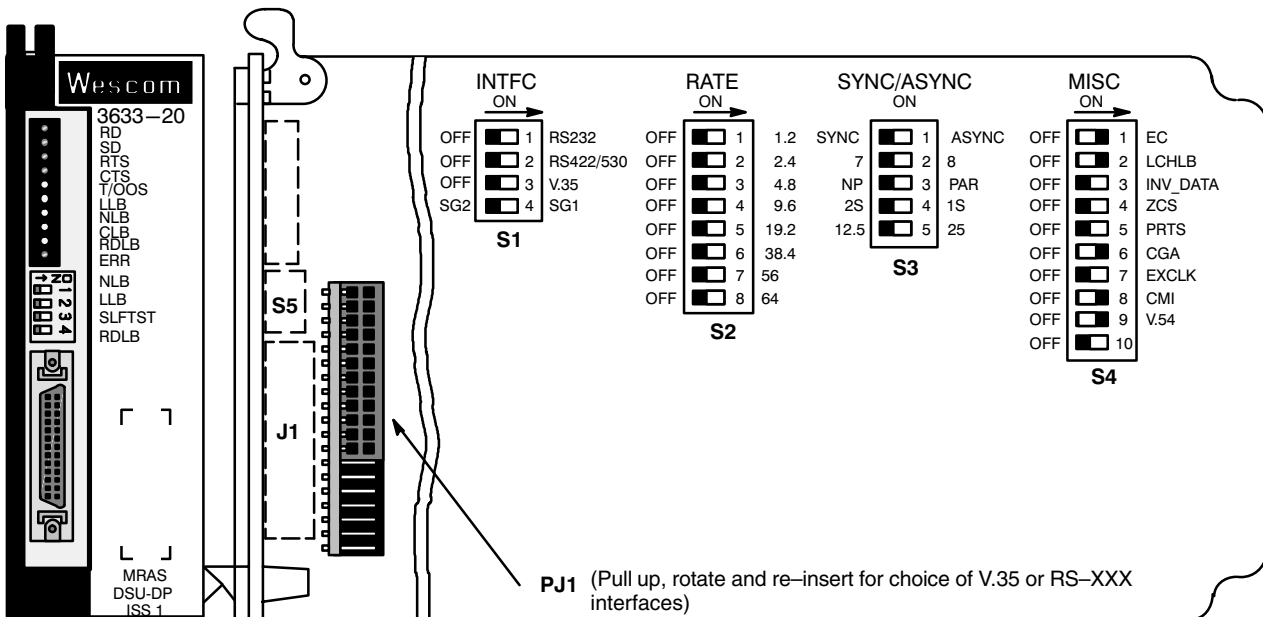 Wescom
3633–20
RD
SD
RTS
CTS
T/OOS
LLB
NLB
CLB
RDLB
ERR
NLB
LLB
SLFTST
RDLB
ON
1
2
3
4
MRAS
DSU-DP
ISS 1
S5
J1
INTFC
ON
OFF 1 RS232
OFF 2 RS422/530
OFF 3 V.35
SG2 4 SG1
S1
RATE
ON
OFF 1 1.2
OFF 2 2.4
OFF 3 4.8
OFF 4 9.6
OFF 5 19.2
OFF 6 38.4
OFF 7 56
OFF 8 64
S2
SYNC/ASYNC
ON
SYNC 1 ASYNC
7 2 8
NP 3 PAR
2S 4 1S
12.5 5 25
S3
MISC
ON
OFF 1 EC
OFF 2 LCHLB
OFF 3 INV_DATA
OFF 4 ZCS
OFF 5 PRTS
OFF 6 CGA
OFF 7 EXCLK
OFF 8 CMI
OFF 9 V.54
OFF 10
S4
PJ1 (Pull up, rotate and re–insert for choice of V.35 or RS–XXX
interfaces)